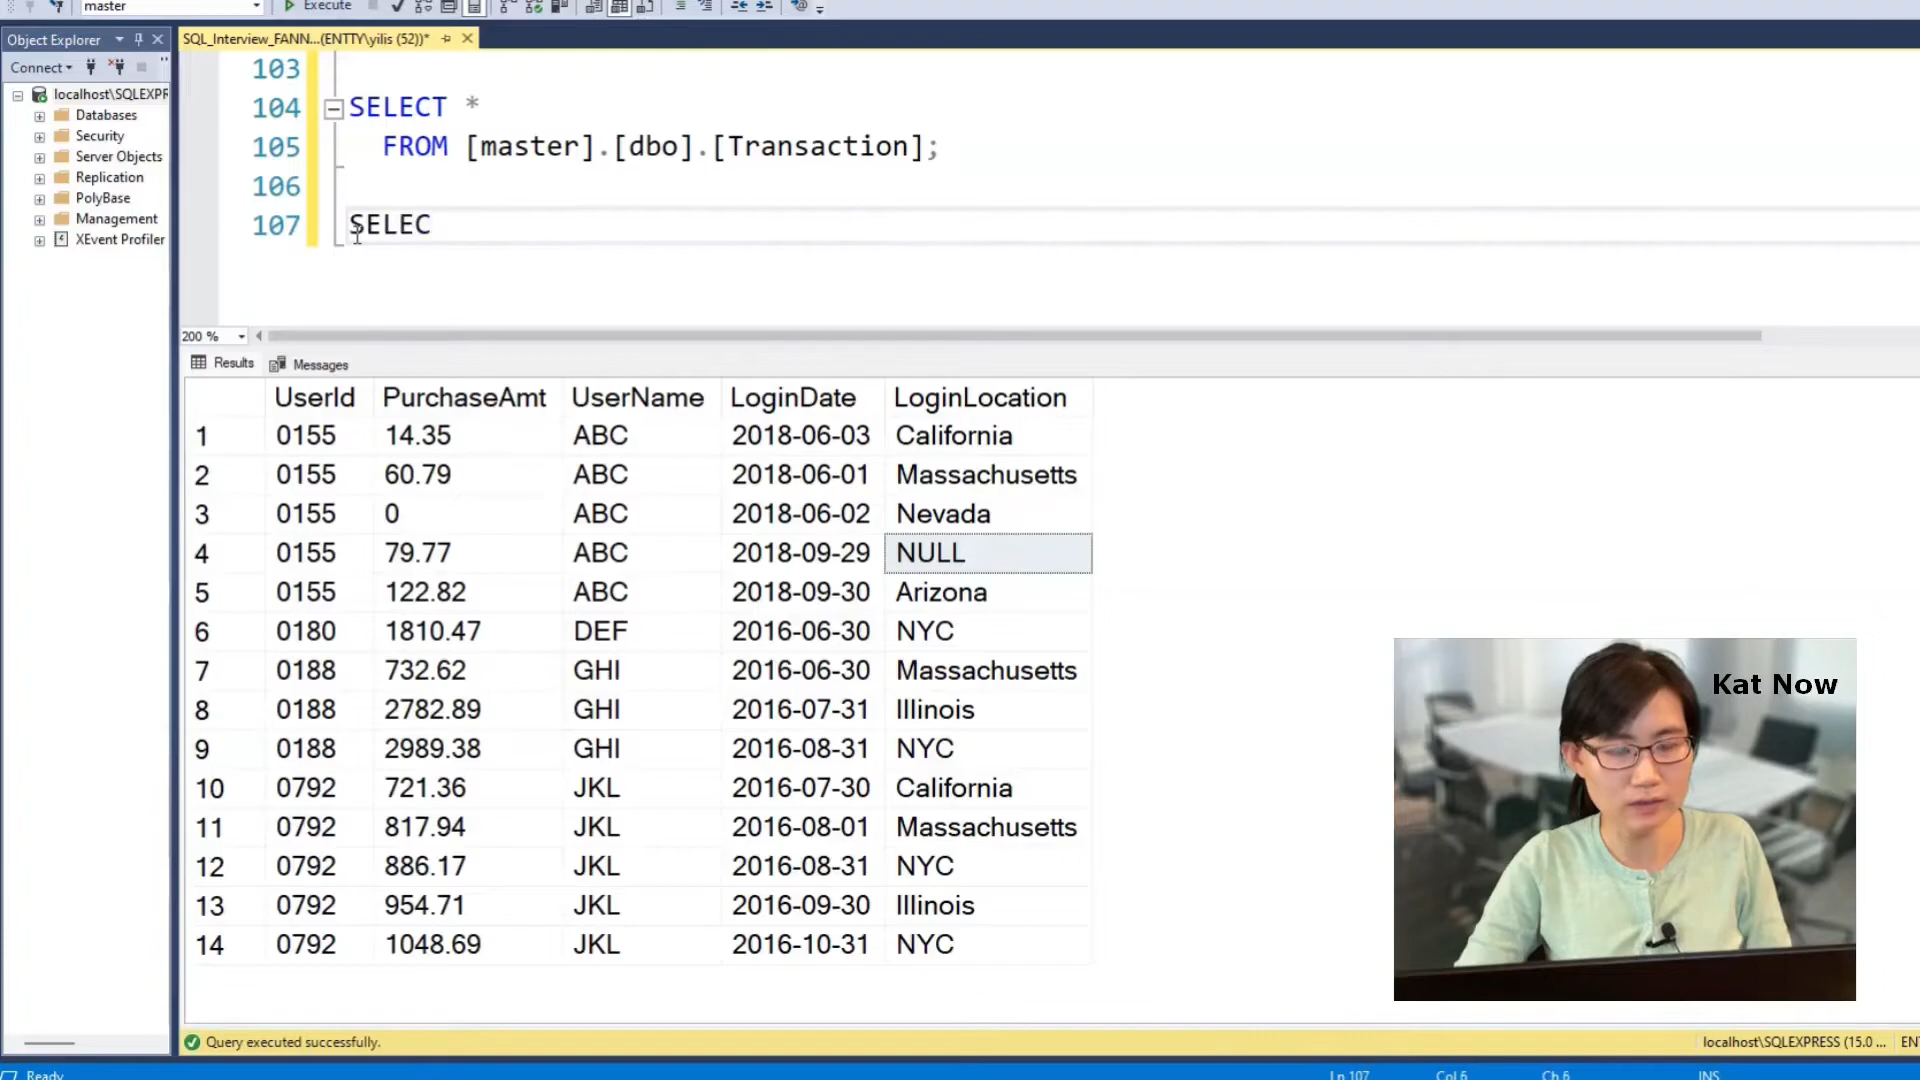 master
Execute
Object Explorer
SQL_Interview_FANN...(ENTTY\yilis (52))*
Connect
localhost\SQLEXPR
Databases
Security
Server Objects
Replication
PolyBase
Management
XEvent Profiler
103
104 SELECT *
105 FROM [master].[dbo].[Transaction];
106
107 SELEC
200 %
Results Messages
UserId PurchaseAmt UserName LoginDate LoginLocation
1 0155 14.35 ABC 2018-06-03 California
2 0155 60.79 ABC 2018-06-01 Massachusetts
3 0155 0 ABC 2018-06-02 Nevada
4 0155 79.77 ABC 2018-09-29 NULL
5 0155 122.82 ABC 2018-09-30 Arizona
6 0180 1810.47 DEF 2016-06-30 NYC
7 0188 732.62 GHI 2016-06-30 Massachusetts
8 0188 2782.89 GHI 2016-07-31 Illinois
9 0188 2989.38 GHI 2016-08-31 NYC
10 0792 721.36 JKL 2016-07-30 California
11 0792 817.94 JKL 2016-08-01 Massachusetts
12 0792 886.17 JKL 2016-08-31 NYC
13 0792 954.71 JKL 2016-09-30 Illinois
14 0792 1048.69 JKL 2016-10-31 NYC
Kat Now
Query executed successfully.
localhost\SQLEXPRESS (15.0 ... EN
Ready
Ln 107 Col 6 Ch 6 INS